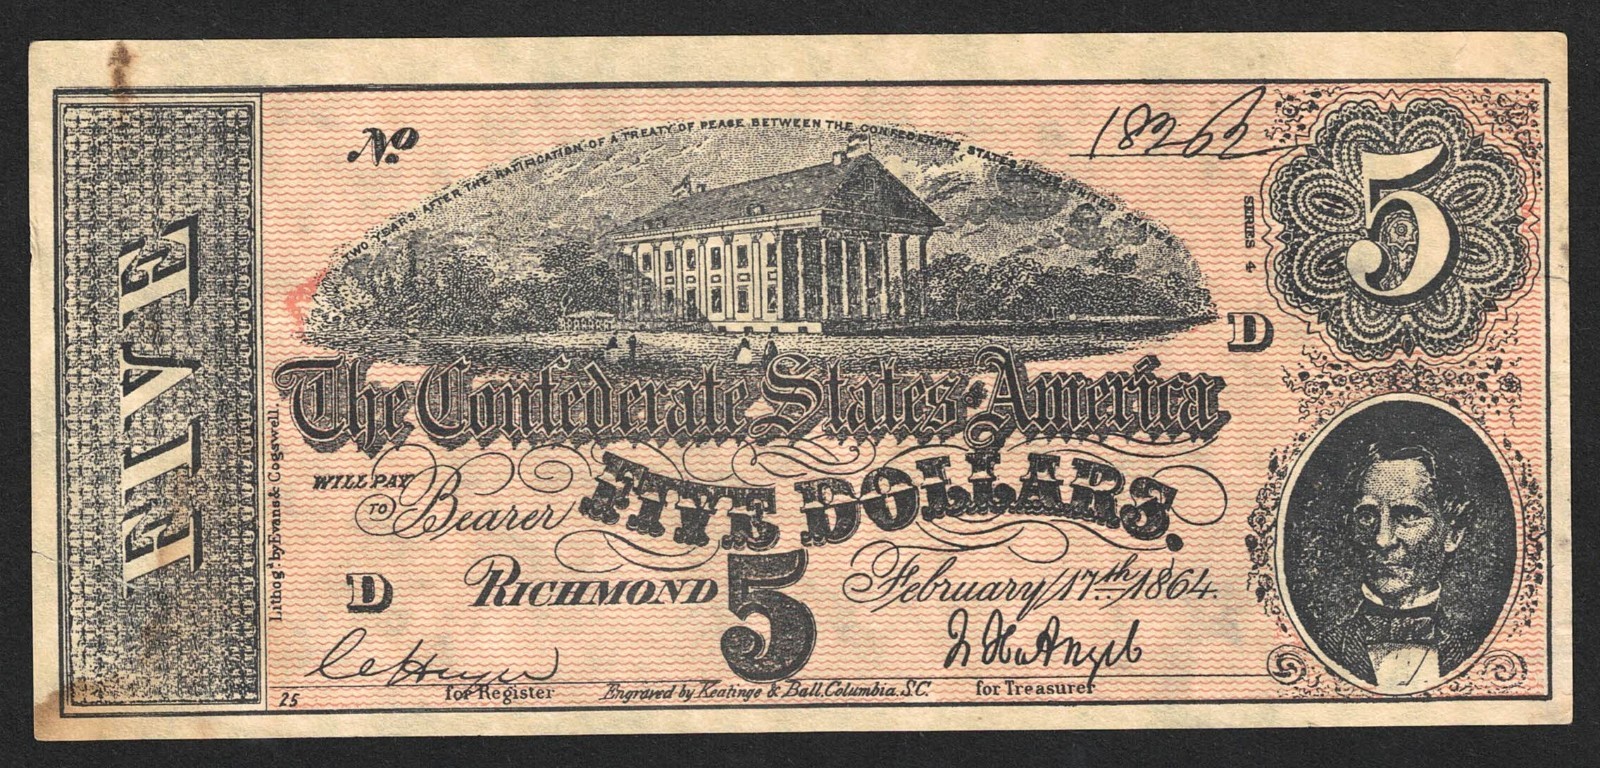 FIVE
No
18262
TWO YEARS AFTER THE RATIFICATION OF A TREATY OF PEACE BETWEEN THE CONFEDERATE STATES AND THE UNITED STATES
5
SERIES 4
D
The Confederate States of America
WILL PAY
TO Bearer
FIVE DOLLARS.
Lithog'd by Evans & Cogswell
D
RICHMOND
5
February 17th 1864.
for Register
Engraved by Keatinge & Ball, Columbia, S.C.
for Treasurer
25